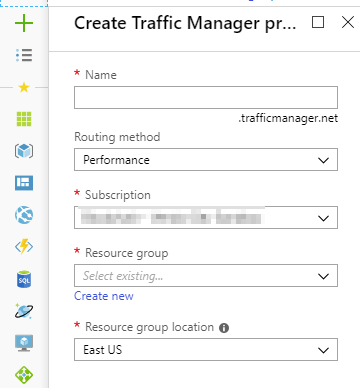 Create Traffic Manager pr...
* Name
.trafficmanager.net
Routing method
Performance
* Subscription
* Resource group
Select existing...
Create new
* Resource group location
East US